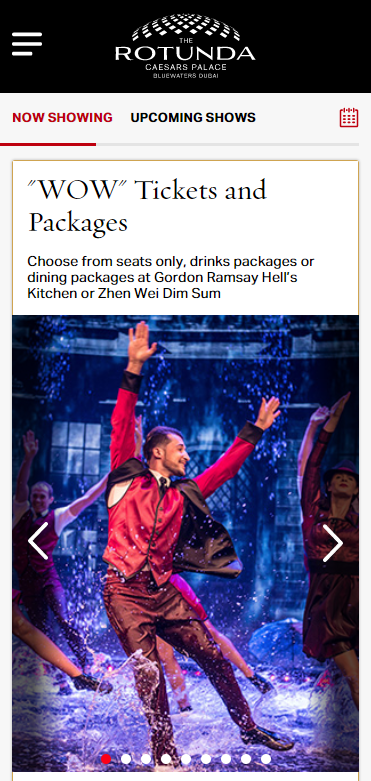 THE
ROTUNDA
CAESARS PALACE
BLUEWATERS DUBAI
NOW SHOWING UPCOMING SHOWS
"WOW" Tickets and
Packages
Choose from seats only, drinks packages or
dining packages at Gordon Ramsay Hell's
Kitchen or Zhen Wei Dim Sum